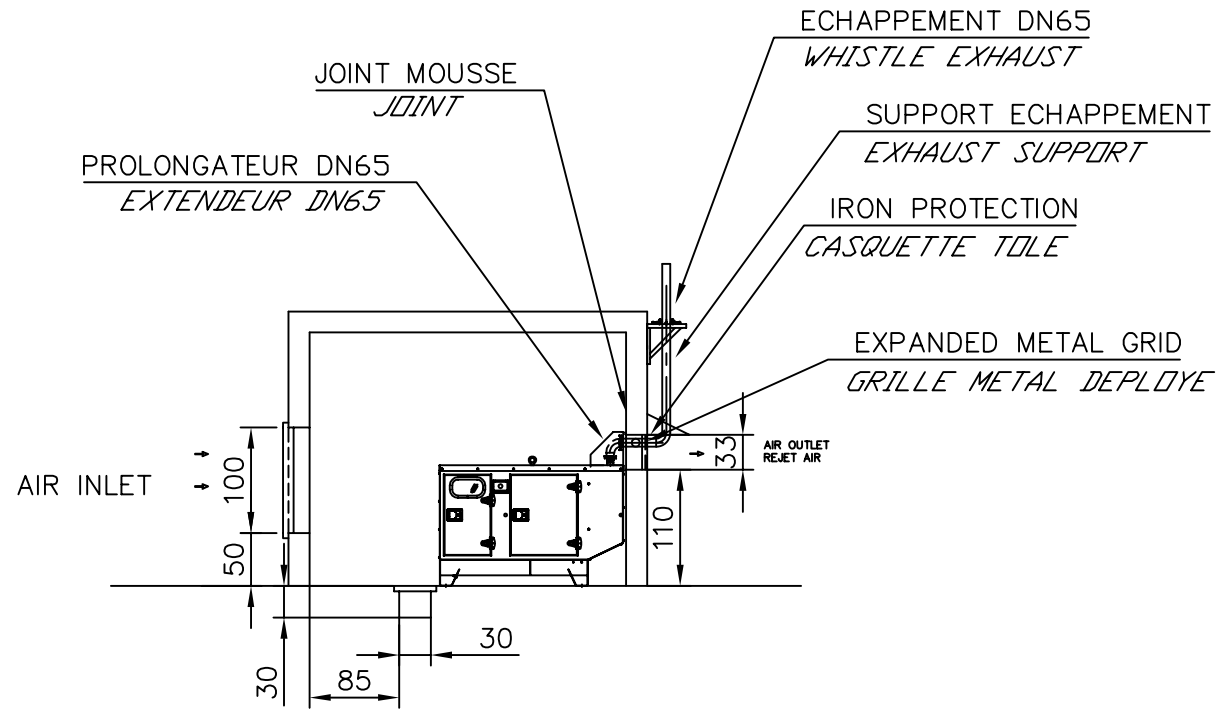 ECHAPPEMENT DN65
WHISTLE EXHAUST
JOINT MOUSSE
JOINT
SUPPORT ECHAPPEMENT
EXHAUST SUPPORT
PROLONGATEUR DN65
EXTENDEUR DN65
IRON PROTECTION
CASQUETTE TOLE
EXPANDED METAL GRID
GRILLE METAL DEPLOYE
AIR OUTLET
REJET AIR
33
AIR INLET
100
110
50
30
30
85